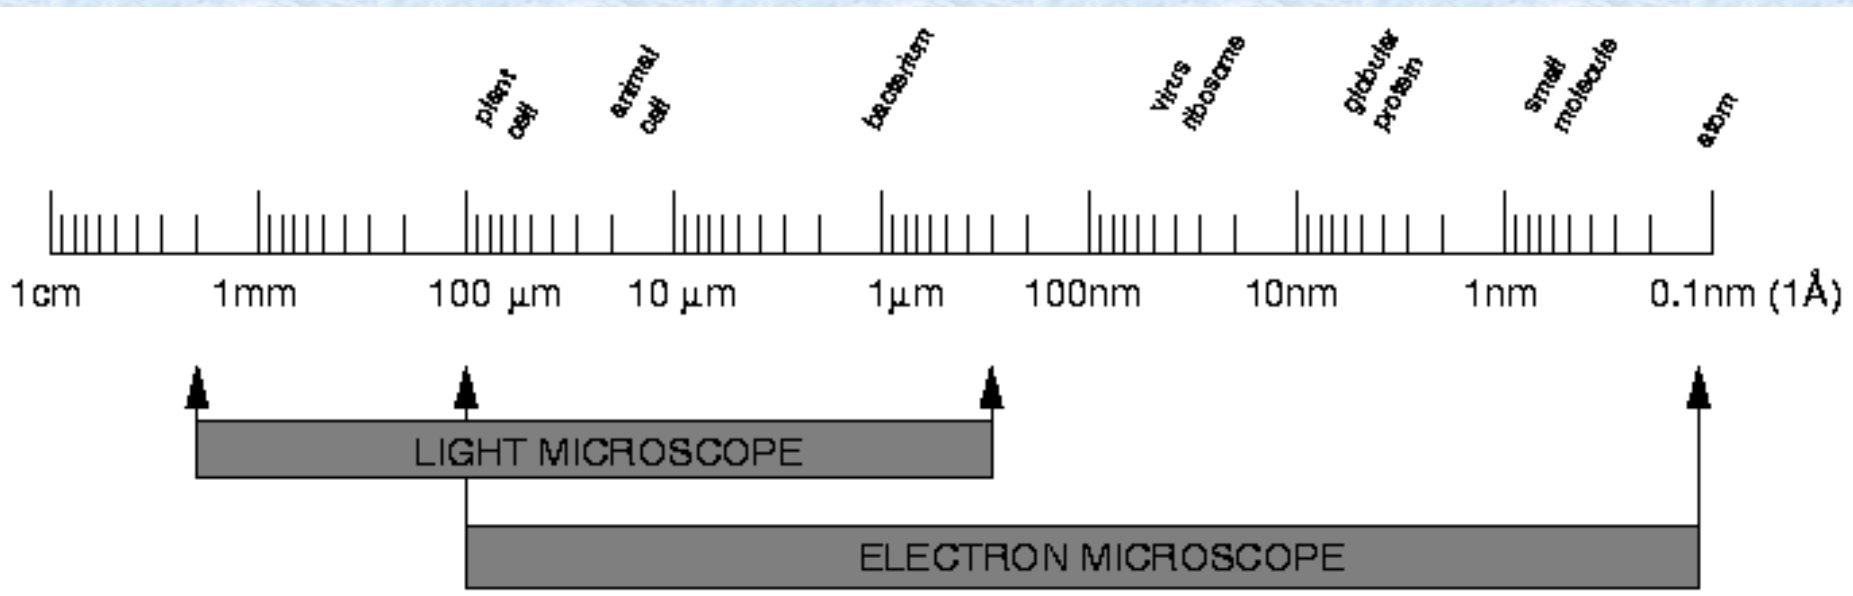 plant
cell
animal
cell
bacterium
virus
ribosome
globular
protein
small
molecule
atom
1cm 1mm 100 μm 10 μm 1μm 100nm 10nm 1nm 0.1nm (1Å)
LIGHT MICROSCOPE
ELECTRON MICROSCOPE